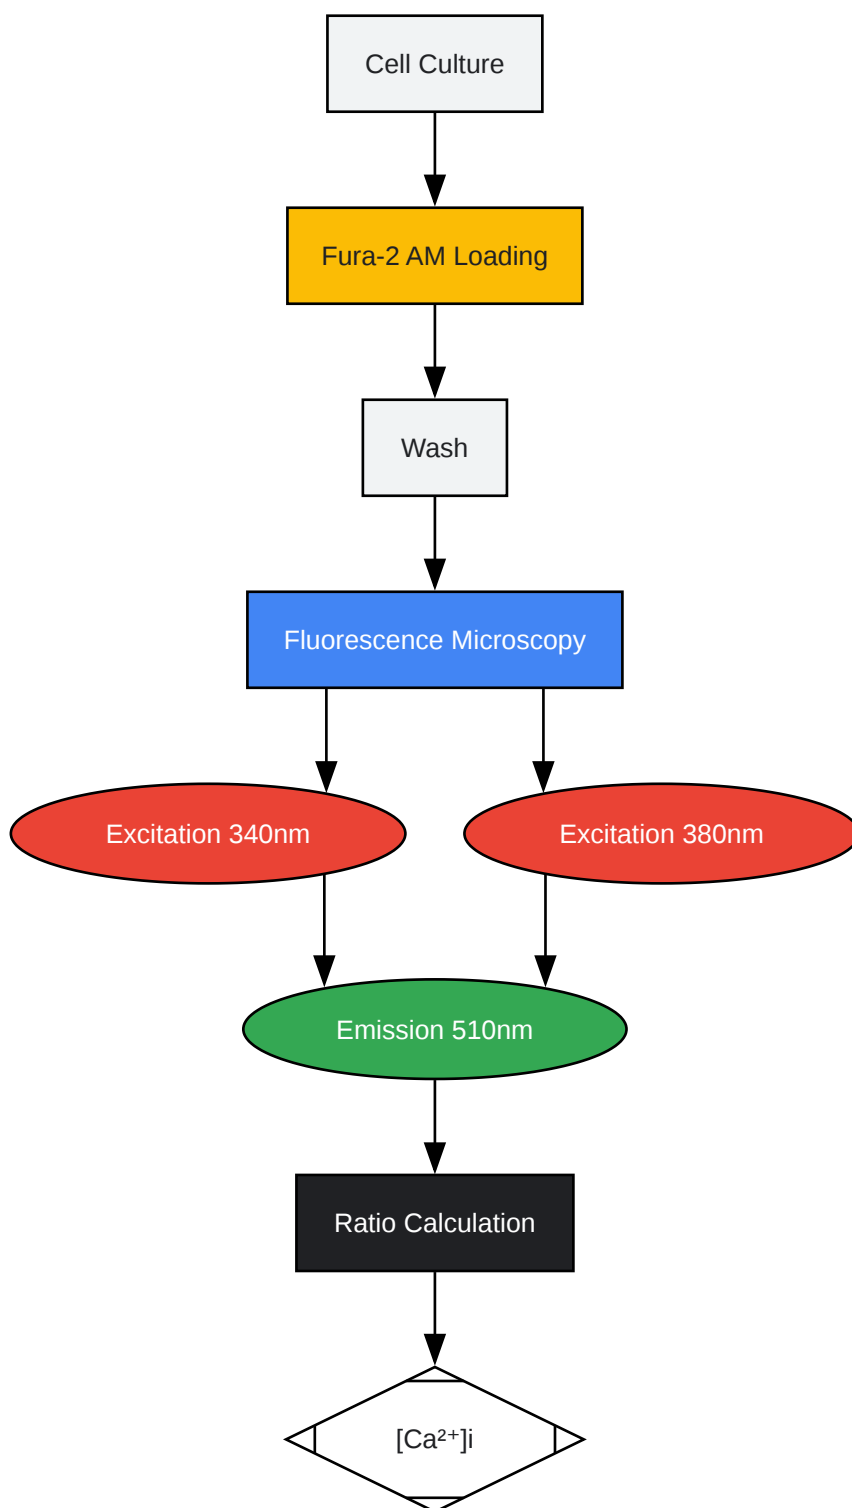 Cell Culture
Fura-2 AM Loading
Wash
Fluorescence Microscopy
Excitation 340nm
Excitation 380nm
Emission 510nm
Ratio Calculation
[Ca²⁺]i